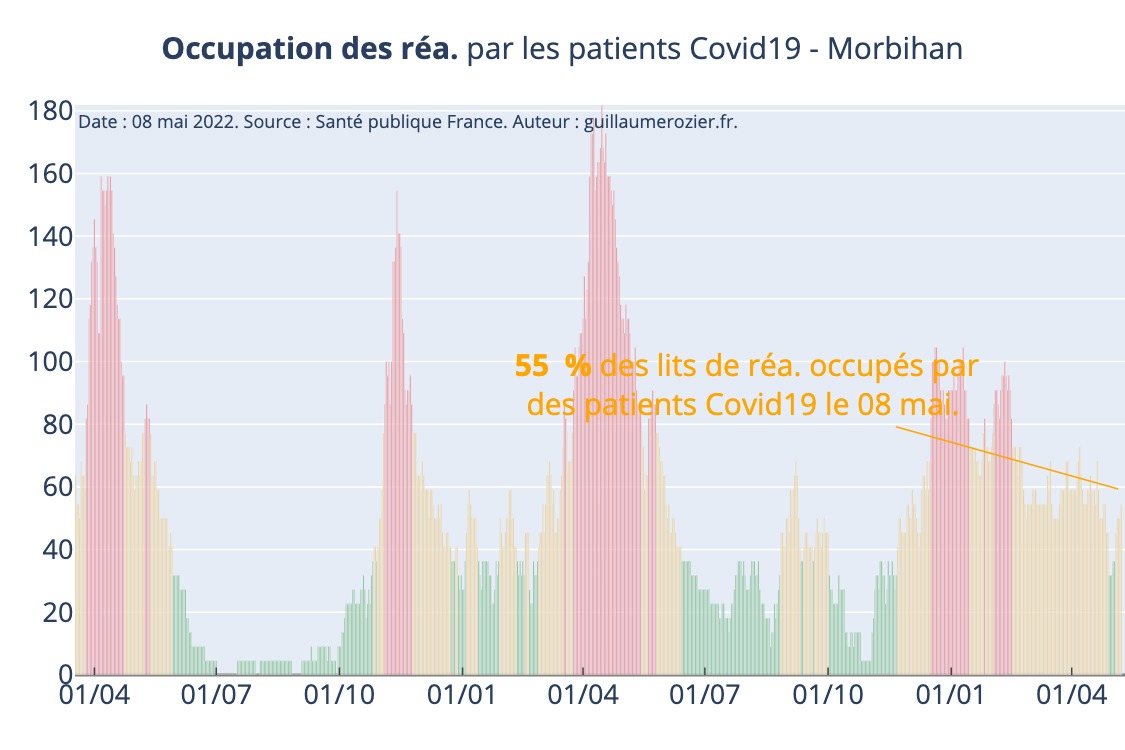 Occupation des réa. par les patients Covid19 - Morbihan
180
Date : 08 mai 2022. Source : Santé publique France. Auteur : guillaumerozier.fr.
160
140
120
100
55 % des lits de réa. occupés par
des patients Covid19 le 08 mai.
80
60
40
20
0
01/04 01/07 01/10 01/01 01/04 01/07 01/10 01/01 01/04